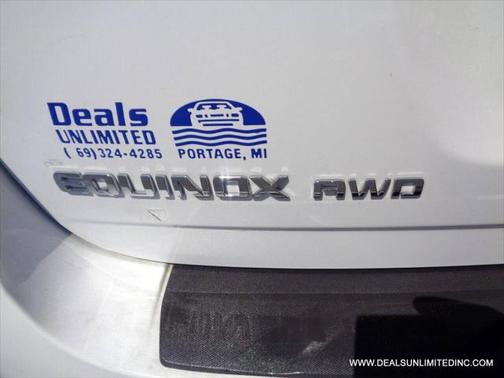 Deals
UNLIMITED
(69)324-4285
PORTAGE, MI
EQUINOX AWD
WWW.DEALSUNLIMITEDINC.COM